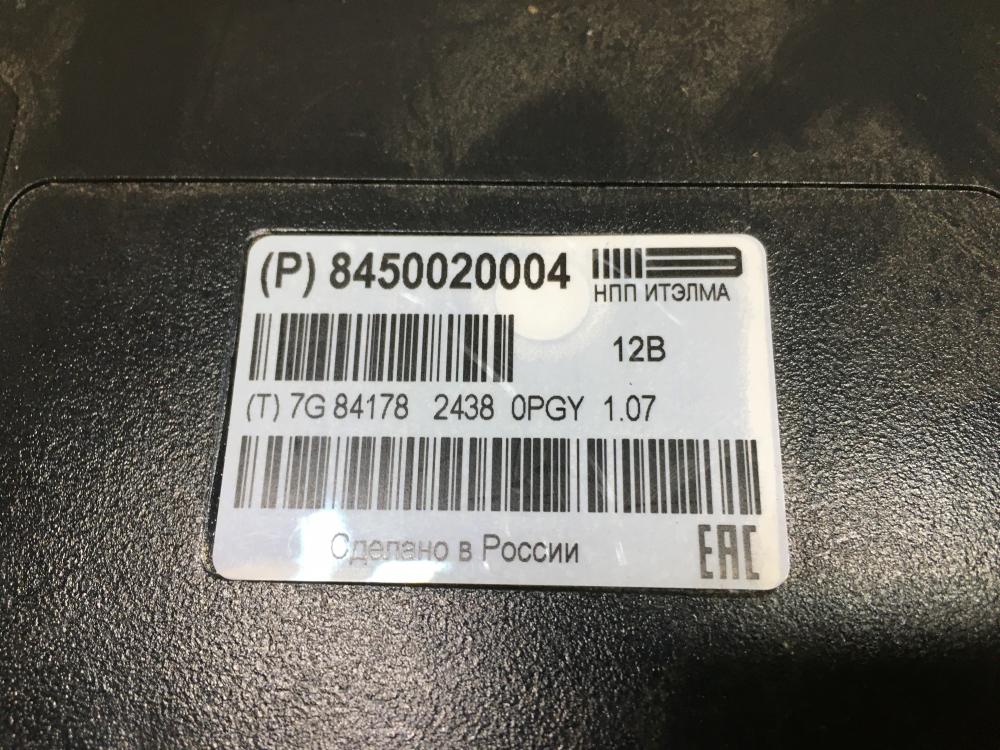 (P) 8450020004
НПП ИТЭЛМА
12В
(T) 7G 84178 2438 0PGY 1.07
Сделано в России
EAC